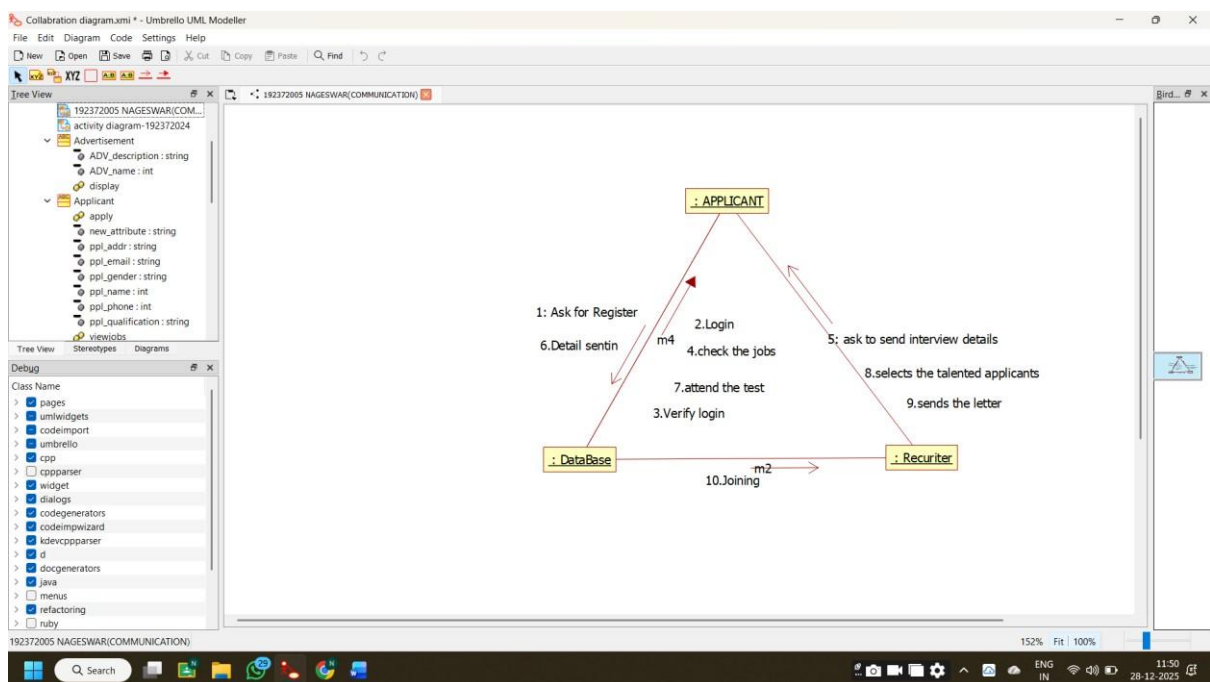 Collabration diagram.xmi * - Umbrello UML Modeller
File Edit Diagram Code Settings Help
New Open Save Cut Copy Paste Find
XYZ A.B A.B
Tree View
192372005 NAGESWAR(COMMUNICATION)
Bird...
192372005 NAGESWAR(COM...
activity diagram-192372024
Advertisement
ADV_description : string
ADV_name : int
display
Applicant
apply
new_attribute : string
ppl_addr : string
ppl_email : string
ppl_gender : string
ppl_name : int
ppl_phone : int
ppl_qualification : string
viewjobs
Tree View Stereotypes Diagrams
Debug
Class Name
pages
umlwidgets
codeimport
umbrello
cpp
cppparser
widget
dialogs
codegenerators
codeimpwizard
kdevcppparser
d
docgenerators
java
menus
refactoring
ruby
: APPLICANT
1: Ask for Register
2.Login
6.Detail sentin
m4
4.check the jobs
5: ask to send interview details
7.attend the test
8.selects the talented applicants
3.Verify login
9.sends the letter
: DataBase
: Recuriter
m2
10.Joining
192372005 NAGESWAR(COMMUNICATION)
152% Fit 100%
Search
29
ENG
IN
11:50
28-12-2025